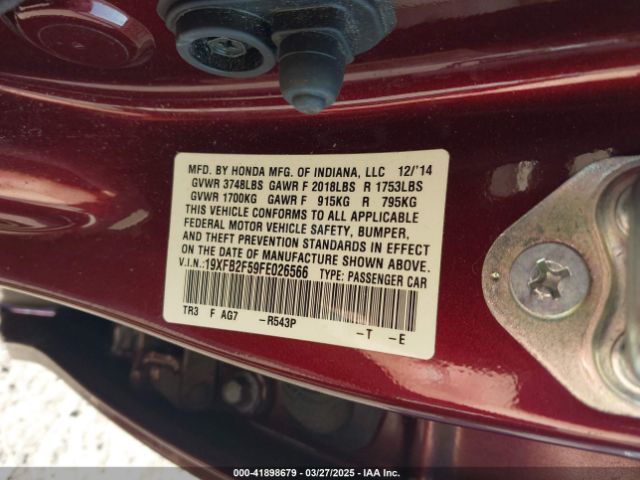 MFD. BY HONDA MFG. OF INDIANA, LLC 12/'14
GVWR 3748LBS GAWR F 2018LBS R 1753LBS
GVWR 1700KG GAWR F 915KG R 795KG
THIS VEHICLE CONFORMS TO ALL APPLICABLE
FEDERAL MOTOR VEHICLE SAFETY, BUMPER,
AND THEFT PREVENTION STANDARDS IN EFFECT
ON THE DATE OF MANUFACTURE SHOWN ABOVE.
V.I.N.:19XFB2F59FE026566 TYPE: PASSENGER CAR
TR3 F AG7 -R543P -T -E
000-41898679 | 03/27/2025 | IAA Inc.